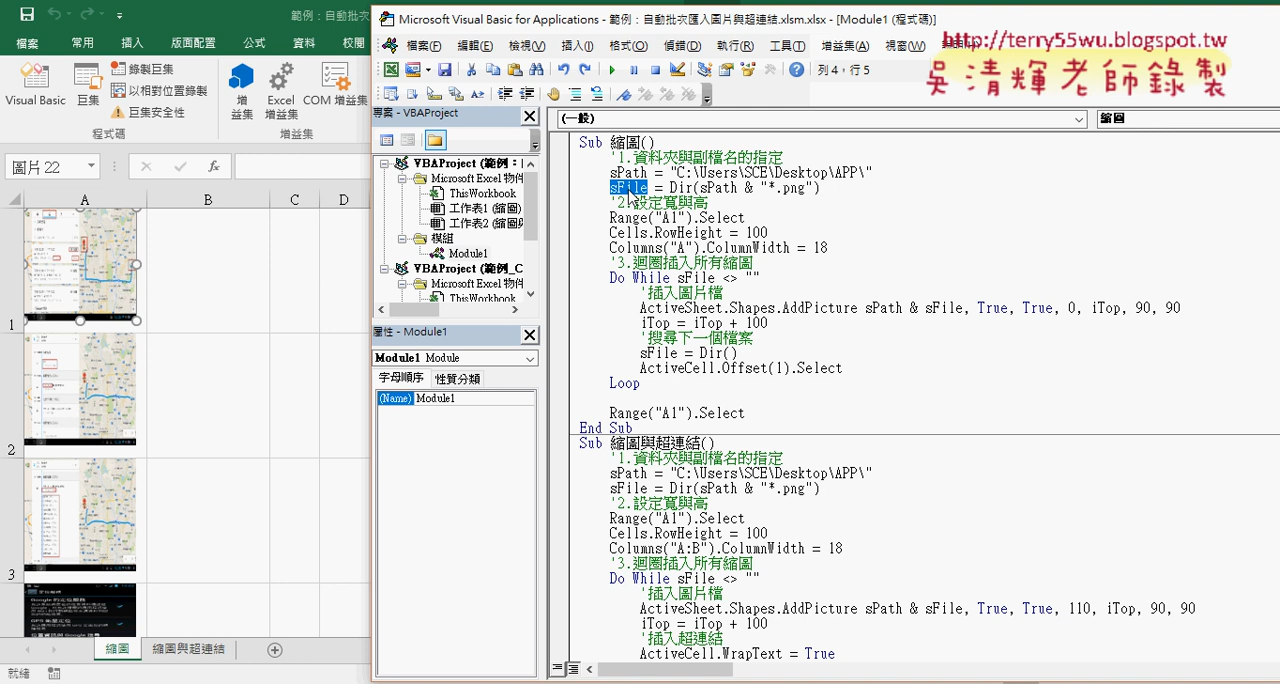 範例：自動批次
Microsoft Visual Basic for Applications - 範例：自動批次匯入圖片與超連結.xlsm.xlsx - [Module1 (程式碼)]
http://terry55wu.blogspot.tw
吳清輝老師錄製
檔案 常用 插入 版面配置 公式 資料 校閱
檔案(F) 編輯(E) 檢視(V) 插入(I) 格式(O) 偵錯(D) 執行(R) 工具(T) 增益集(A) 視窗(W)
列 4，行 5
錄製巨集
以相對位置錄製
巨集安全性
Visual Basic 巨集 增益集 Excel 增益集 COM 增益集
程式碼 增益集
專案 - VBAProject
(一般) 縮圖
圖片 22
VBAProject (範例：
Microsoft Excel 物件
ThisWorkbook
工作表1 (縮圖)
工作表2 (縮圖
模組
Module1
VBAProject (範例_C
Microsoft Excel 物件
ThisWorkbook
屬性 - Module1
Module1 Module
字母順序 性質分類
(Name) Module1
A B C D
1
2
3
Sub 縮圖()
'1.資料夾與副檔名的指定
sPath = "C:\Users\SCE\Desktop\APP\"
sFile = Dir(sPath & "*.png")
'2.設定寬與高
Range("A1").Select
Cells.RowHeight = 100
Columns("A").ColumnWidth = 18
'3.迴圈插入所有縮圖
Do While sFile <> ""
'插入圖片檔
ActiveSheet.Shapes.AddPicture sPath & sFile, True, True, 0, iTop, 90, 90
iTop = iTop + 100
'搜尋下一個檔案
sFile = Dir()
ActiveCell.Offset(1).Select
Loop
Range("A1").Select
End Sub
Sub 縮圖與超連結()
'1.資料夾與副檔名的指定
sPath = "C:\Users\SCE\Desktop\APP\"
sFile = Dir(sPath & "*.png")
'2.設定寬與高
Range("A1").Select
Cells.RowHeight = 100
Columns("A:B").ColumnWidth = 18
'3.迴圈插入所有縮圖
Do While sFile <> ""
'插入圖片檔
ActiveSheet.Shapes.AddPicture sPath & sFile, True, True, 110, iTop, 90, 90
iTop = iTop + 100
'插入超連結
ActiveCell.WrapText = True
縮圖 縮圖與超連結
就緒